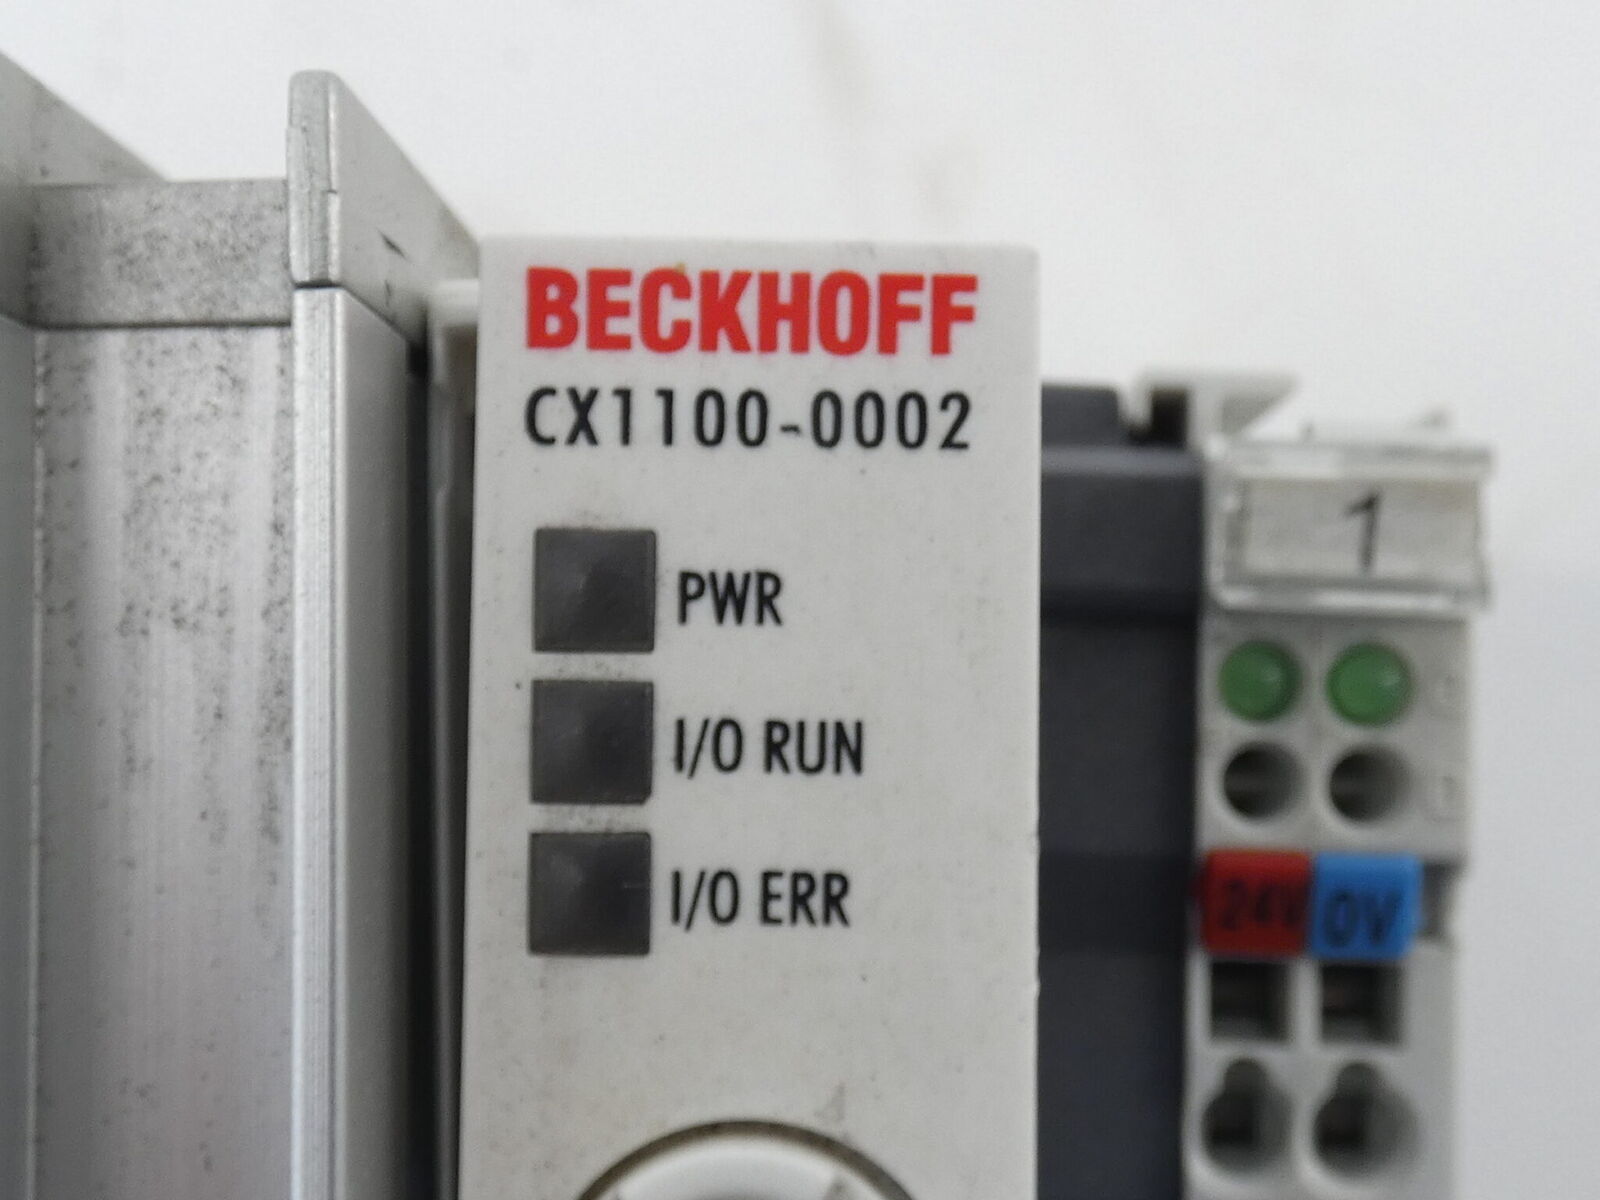 BECKHOFF
CX1100-0002
1
PWR
I/O RUN
I/O ERR
24V 0V